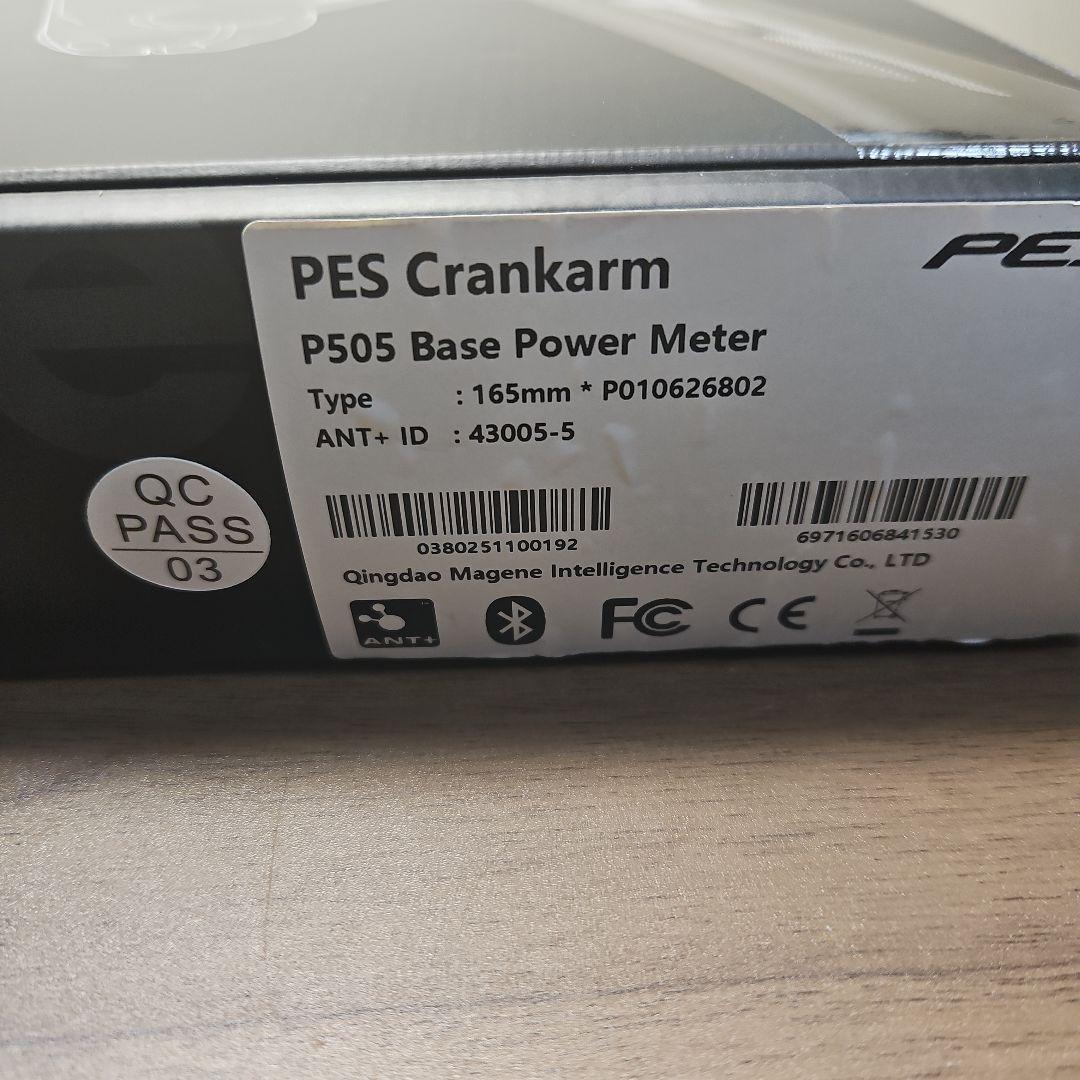 PES Crankarm
P505 Base Power Meter
Type : 165mm * P010626802
ANT+ ID : 43005-5
QC
PASS
03
0380251100192
6971606841530
Qingdao Magene Intelligence Technology Co., LTD
ANT+
FC
CE